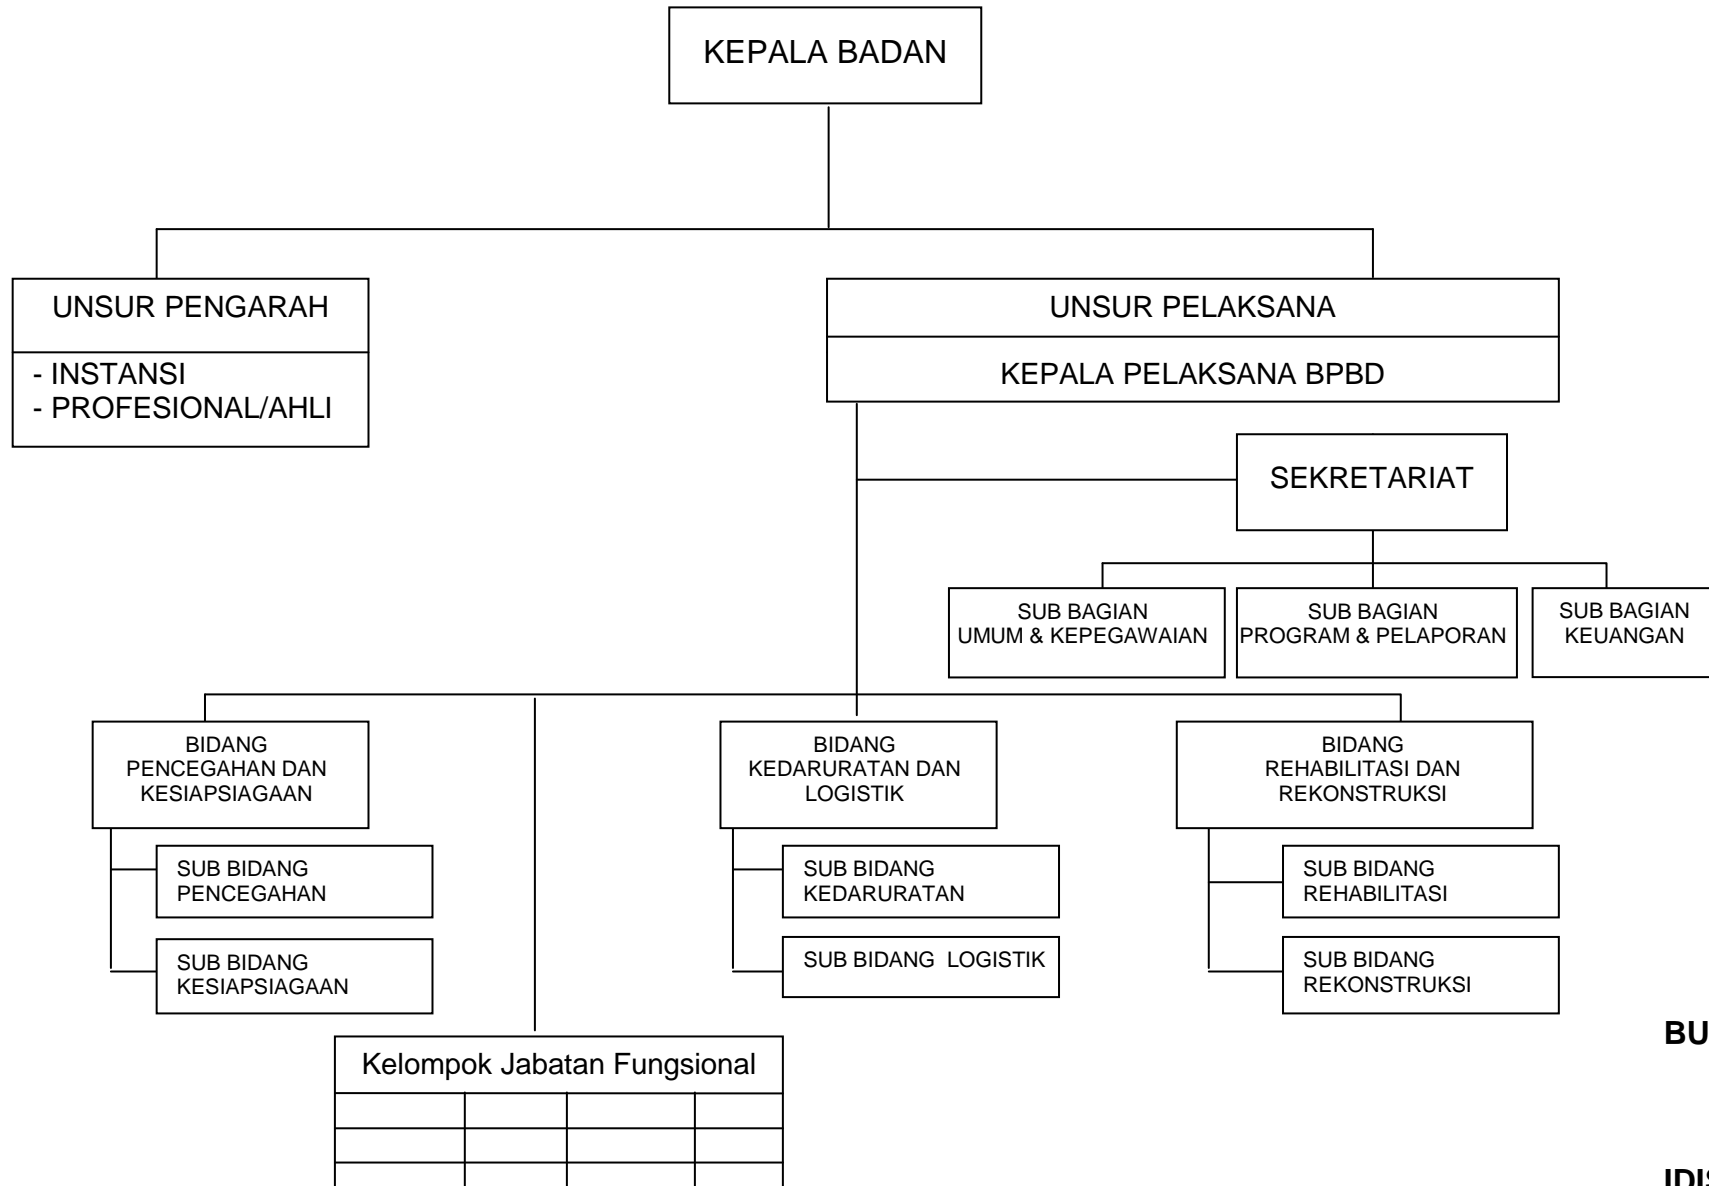 KEPALA BADAN
UNSUR PENGARAH
- INSTANSI
- PROFESIONAL/AHLI
UNSUR PELAKSANA
KEPALA PELAKSANA BPBD
SEKRETARIAT
SUB BAGIAN
UMUM & KEPEGAWAIAN
SUB BAGIAN
PROGRAM & PELAPORAN
SUB BAGIAN
KEUANGAN
BIDANG
PENCEGAHAN DAN
KESIAPSIAGAAN
SUB BIDANG
PENCEGAHAN
SUB BIDANG
KESIAPSIAGAAN
BIDANG
KEDARURATAN DAN
LOGISTIK
SUB BIDANG
KEDARURATAN
SUB BIDANG  LOGISTIK
BIDANG
REHABILITASI DAN
REKONSTRUKSI
SUB BIDANG
REHABILITASI
SUB BIDANG
REKONSTRUKSI
Kelompok Jabatan Fungsional
BU